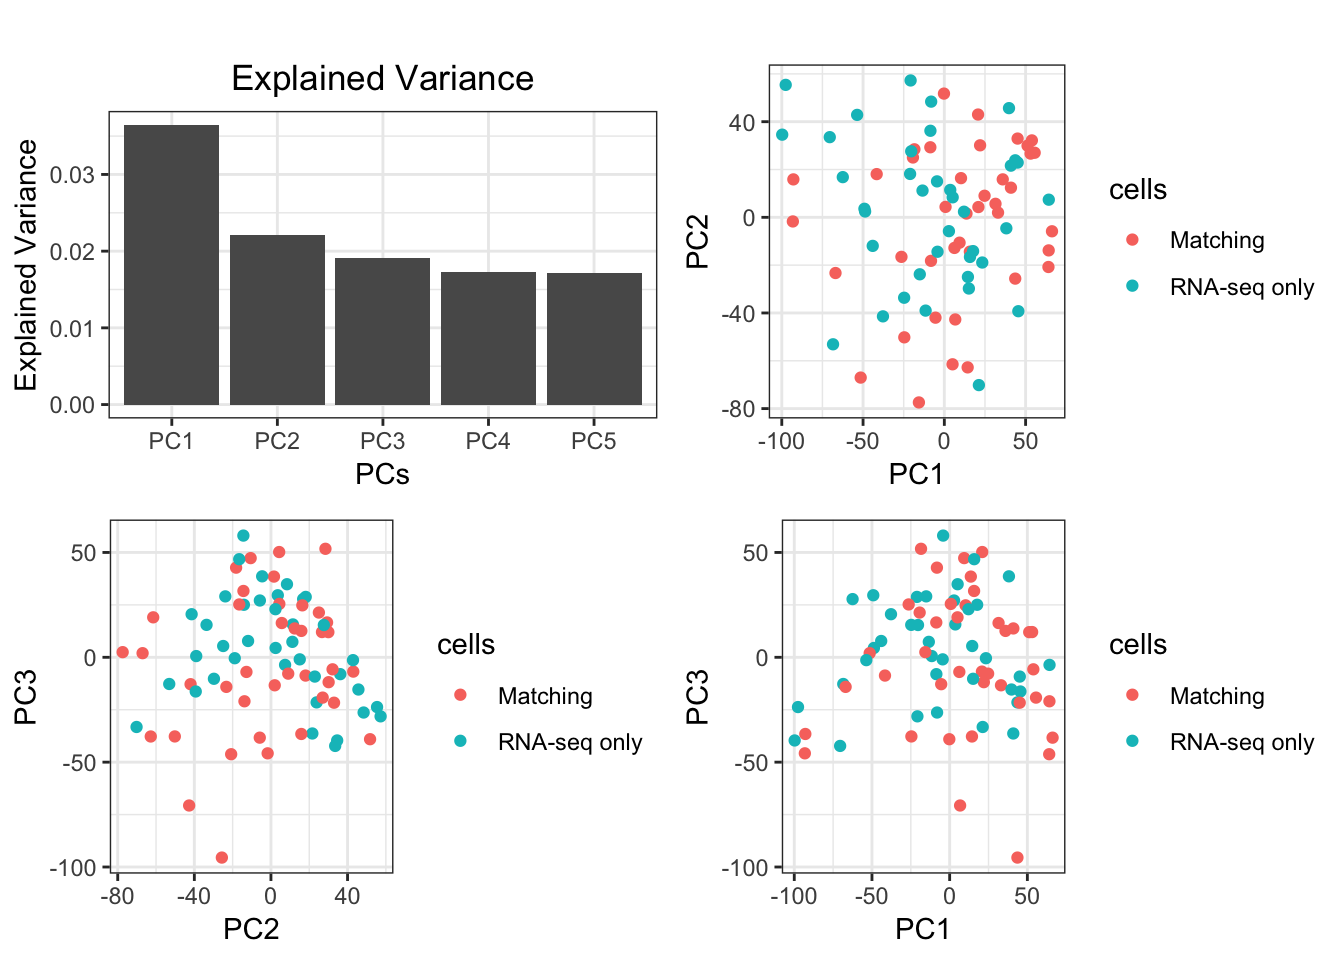 Explained Variance
Explained Variance
0.03
0.02
0.01
0.00
PC1 PC2 PC3 PC4 PC5
PCs
PC2
40
0
-40
-80
-100 -50 0 50
PC1
cells
Matching
RNA-seq only
PC3
50
0
-50
-100
-80 -40 0 40
PC2
cells
Matching
RNA-seq only
PC3
50
0
-50
-100
-100 -50 0 50
PC1
cells
Matching
RNA-seq only